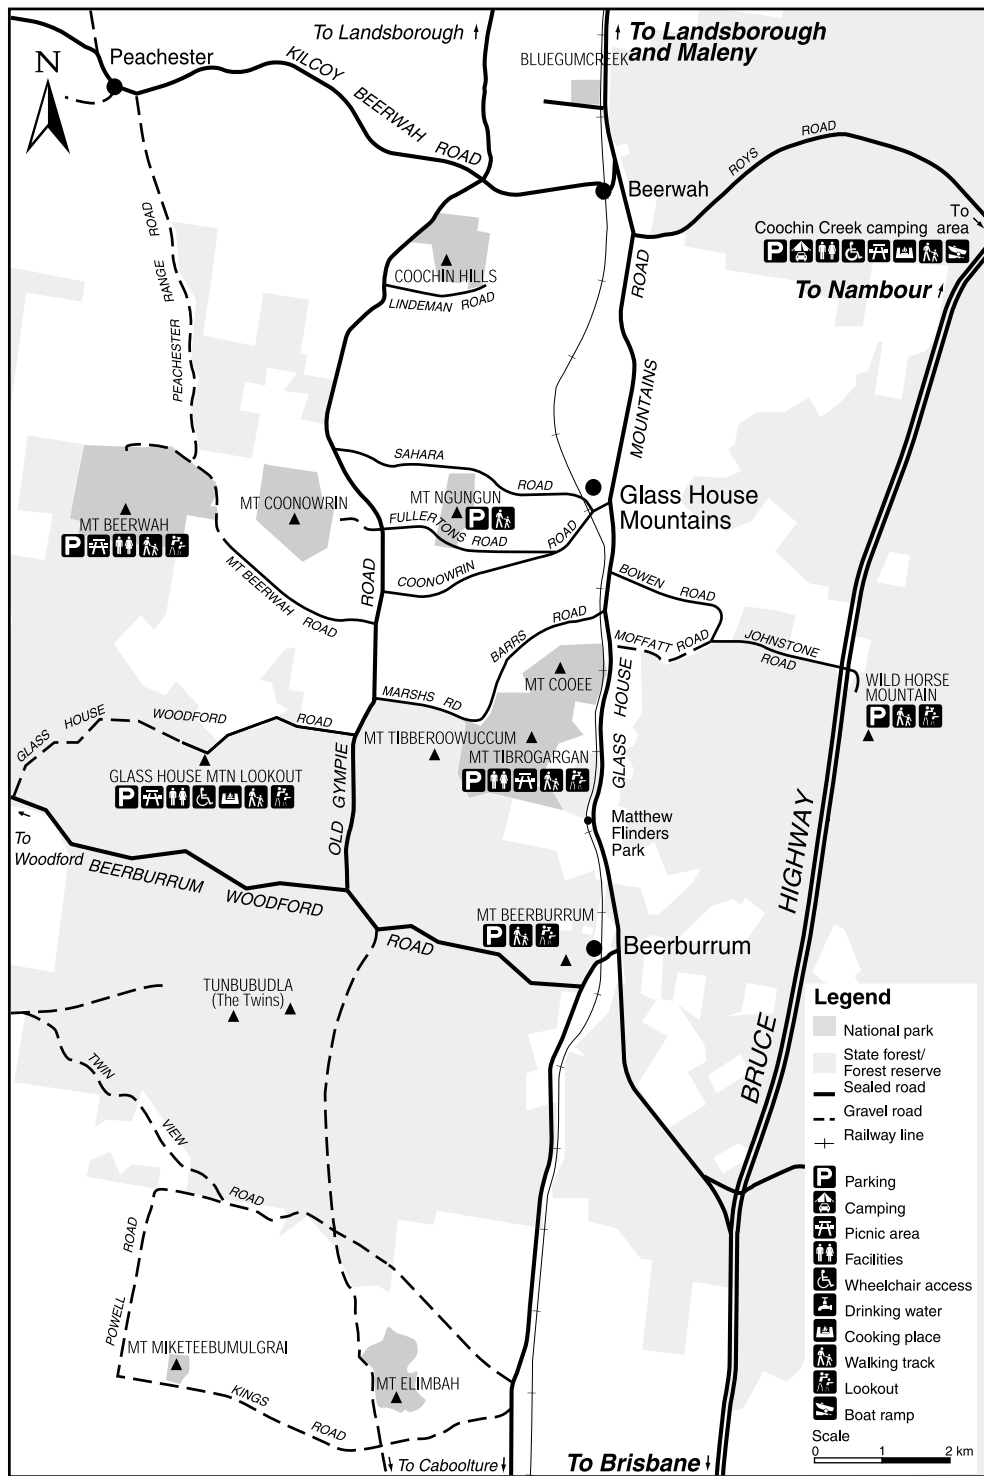 To Landsborough
To Landsborough
and Maleny
BLUEGUMCREEK
N
Peachester
KILCOY BEERWAH ROAD
ROYS ROAD
Beerwah
To
Coochin Creek camping area
P
To Nambour
COOCHIN HILLS
LINDEMAN ROAD
PEACHESTER RANGE ROAD
GLASS HOUSE MOUNTAINS ROAD
SAHARA ROAD
Glass House
Mountains
MT COONOWRIN
MT NGUNGUN
P
FULLERTONS ROAD
MT BEERWAH
P
COONOWRIN ROAD
MT BEERWAH ROAD
BOWEN ROAD
BARRS ROAD
MOFFATT ROAD
JOHNSTONE ROAD
MARSHS RD
MT COOEE
WILD HORSE
MOUNTAIN
P
GLASS HOUSE WOODFORD ROAD
OLD GYMPIE ROAD
MT TIBBEROOWUCCUM
MT TIBROGARGAN
P
GLASS HOUSE MTN LOOKOUT
P
Matthew
Flinders
Park
To
Woodford
BEERBURRUM WOODFORD ROAD
BRUCE HIGHWAY
MT BEERBURRUM
P
Beerburrum
TUNBUBUDLA
(The Twins)
TWIN VIEW ROAD
POWELL ROAD
MT MIKETEEBUMULGRAI
KINGS ROAD
MT ELIMBAH
To Caboolture
To Brisbane
Legend
National park
State forest/
Forest reserve
Sealed road
Gravel road
Railway line
P Parking
Camping
Picnic area
Facilities
Wheelchair access
Drinking water
Cooking place
Walking track
Lookout
Boat ramp
Scale
0 1 2 km